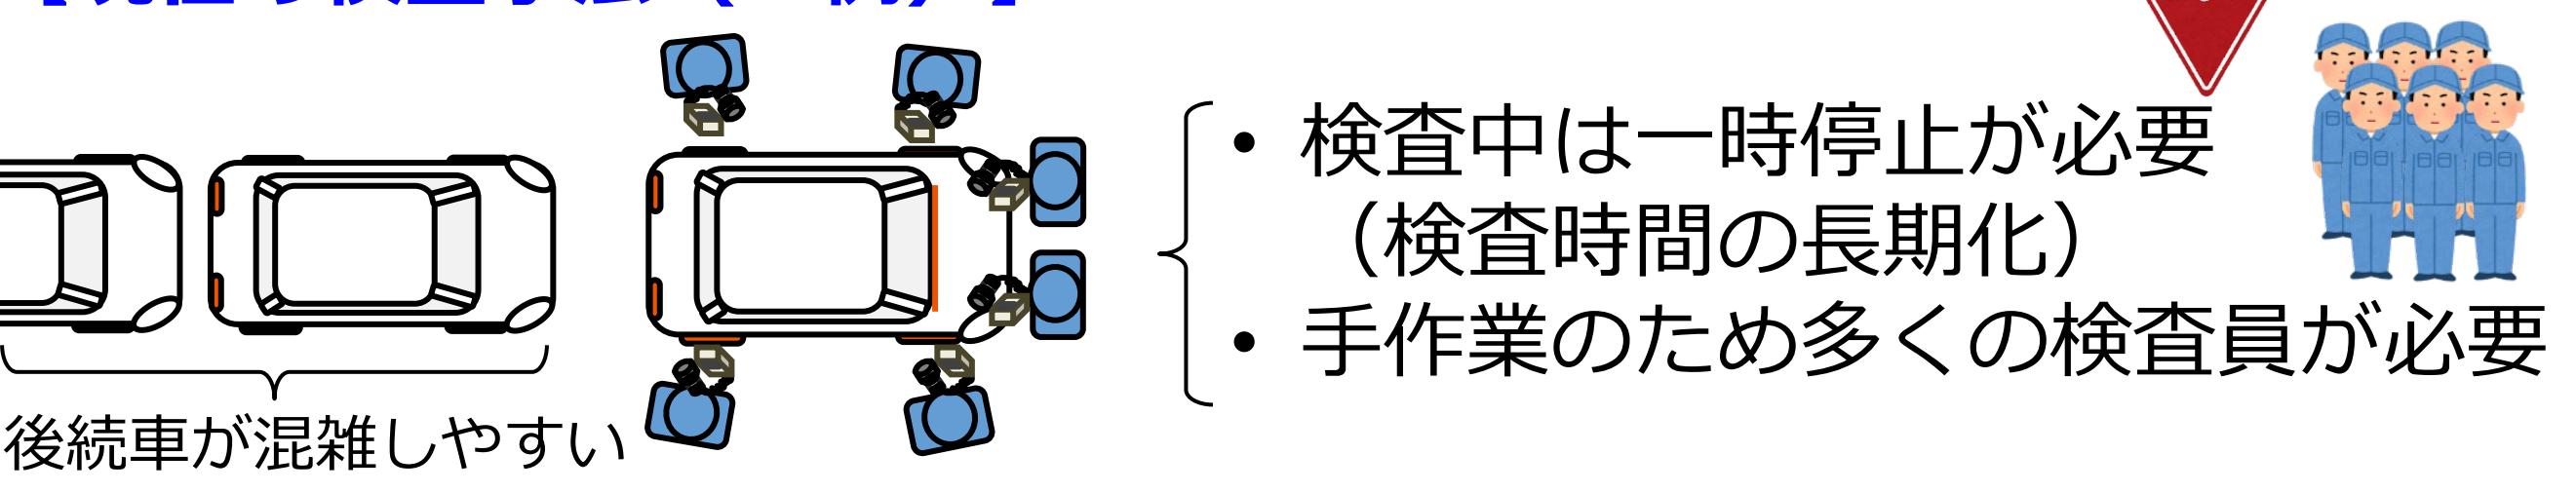 検査中は一時停止が必要
（検査時間の長期化）
手作業のため多くの検査員が必要
後続車が混雑しやすい